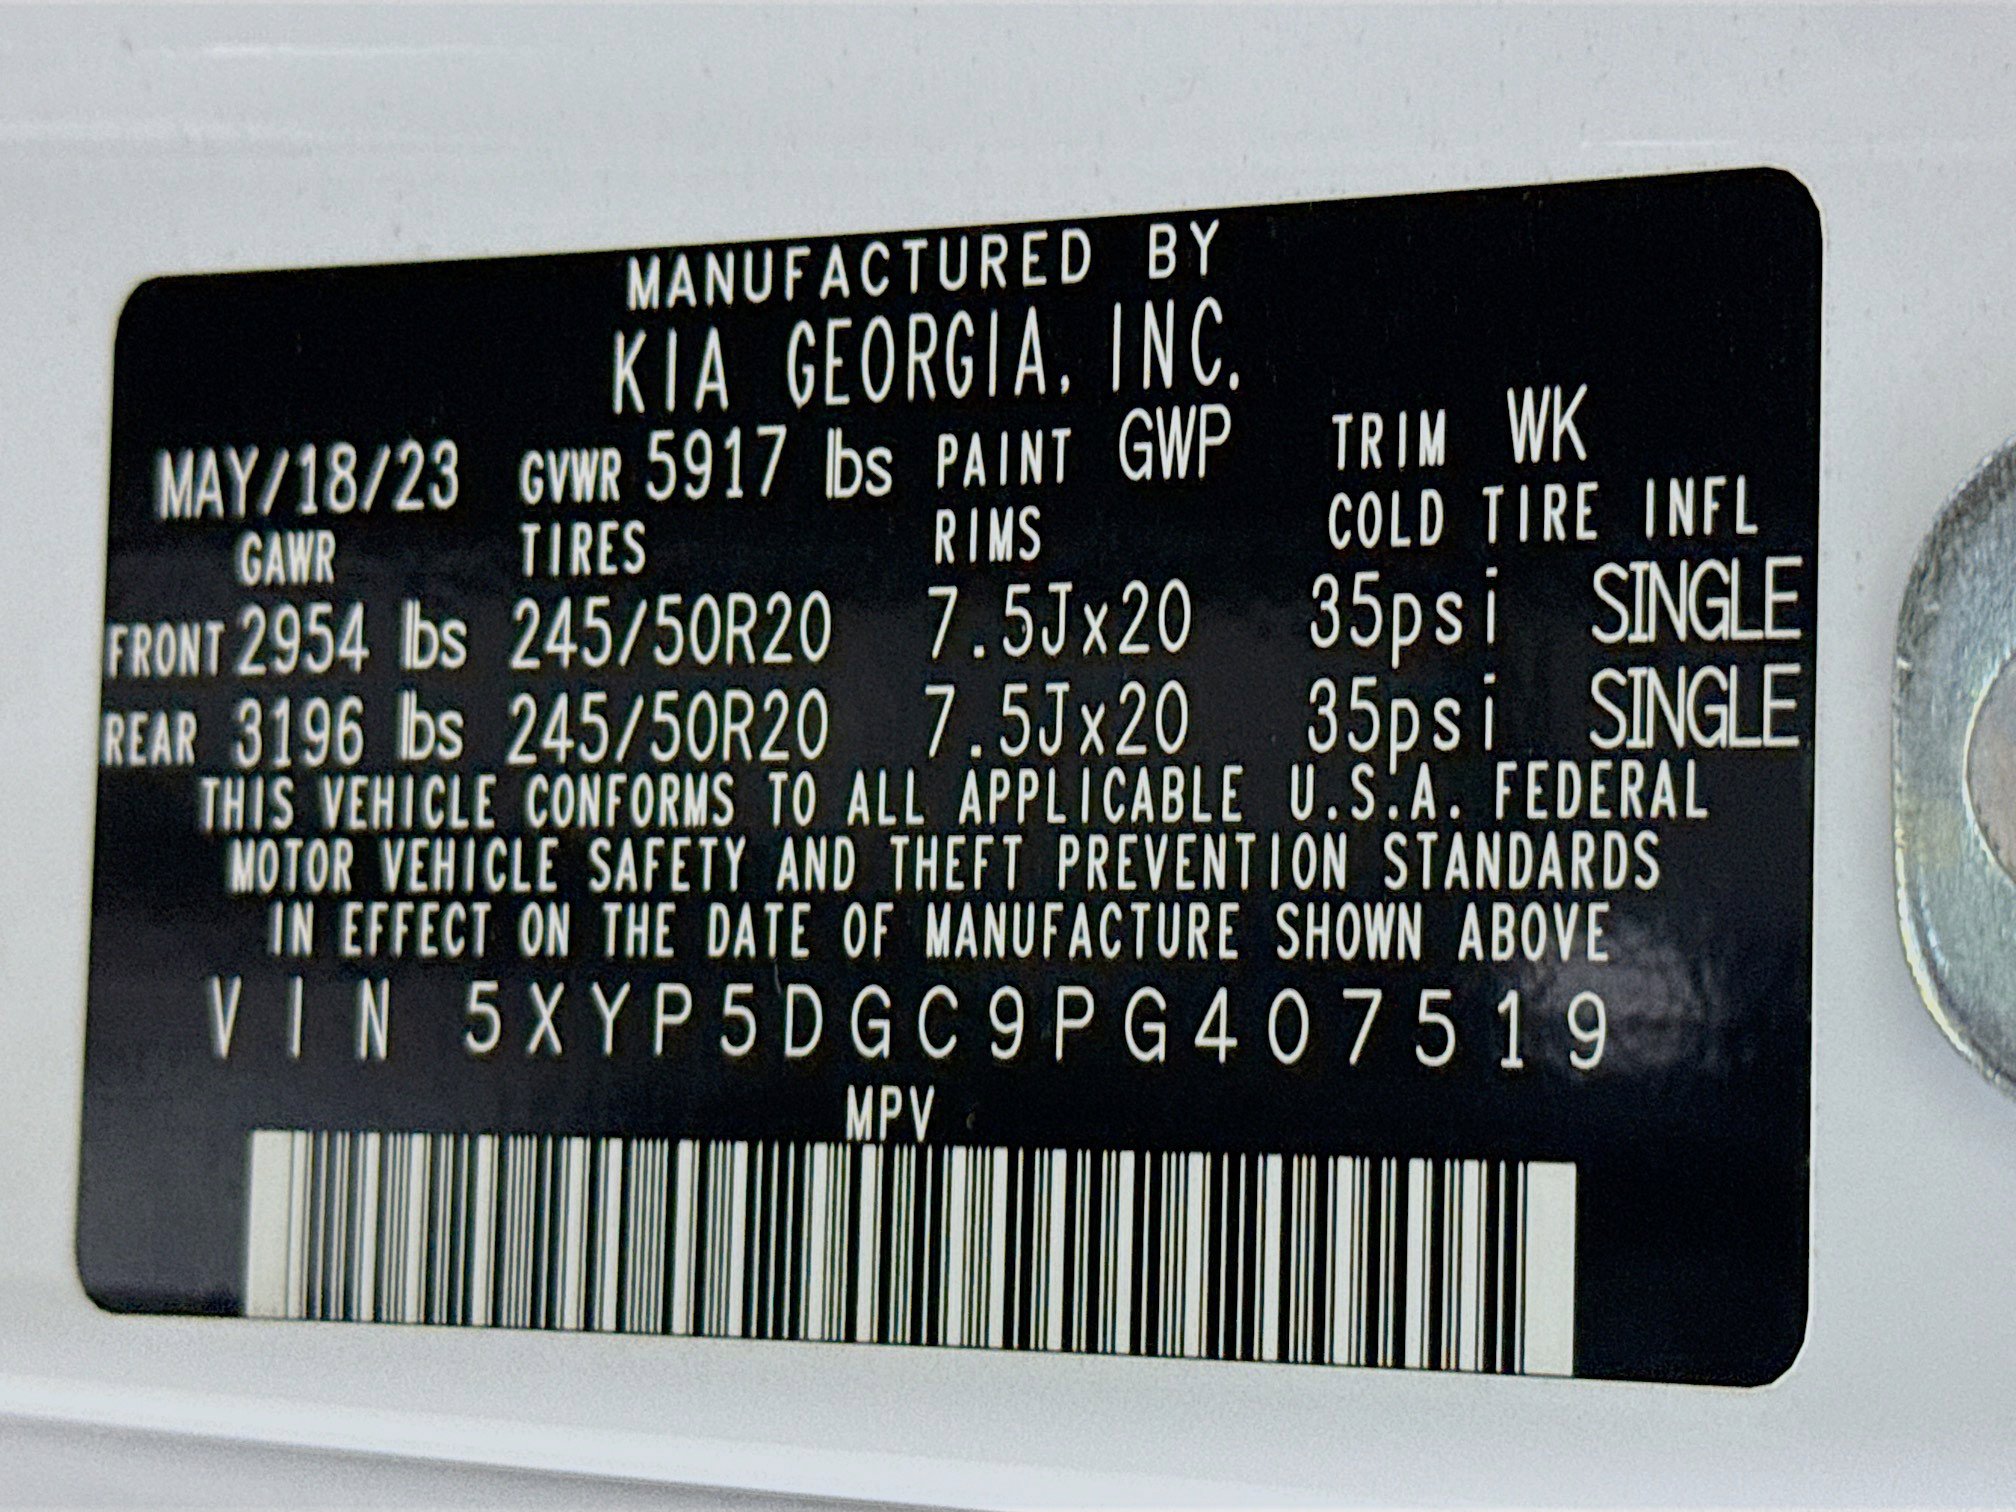 MANUFACTURED BY
KIA GEORGIA, INC.
MAY/18/23 GVWR 5917 lbs PAINT GWP TRIM WK
GAWR TIRES RIMS COLD TIRE INFL
FRONT 2954 lbs 245/50R20 7.5Jx20 35psi SINGLE
REAR 3196 lbs 245/50R20 7.5Jx20 35psi SINGLE
THIS VEHICLE CONFORMS TO ALL APPLICABLE U.S.A. FEDERAL
MOTOR VEHICLE SAFETY AND THEFT PREVENTION STANDARDS
IN EFFECT ON THE DATE OF MANUFACTURE SHOWN ABOVE
VIN 5XYP5DGC9PG407519
MPV